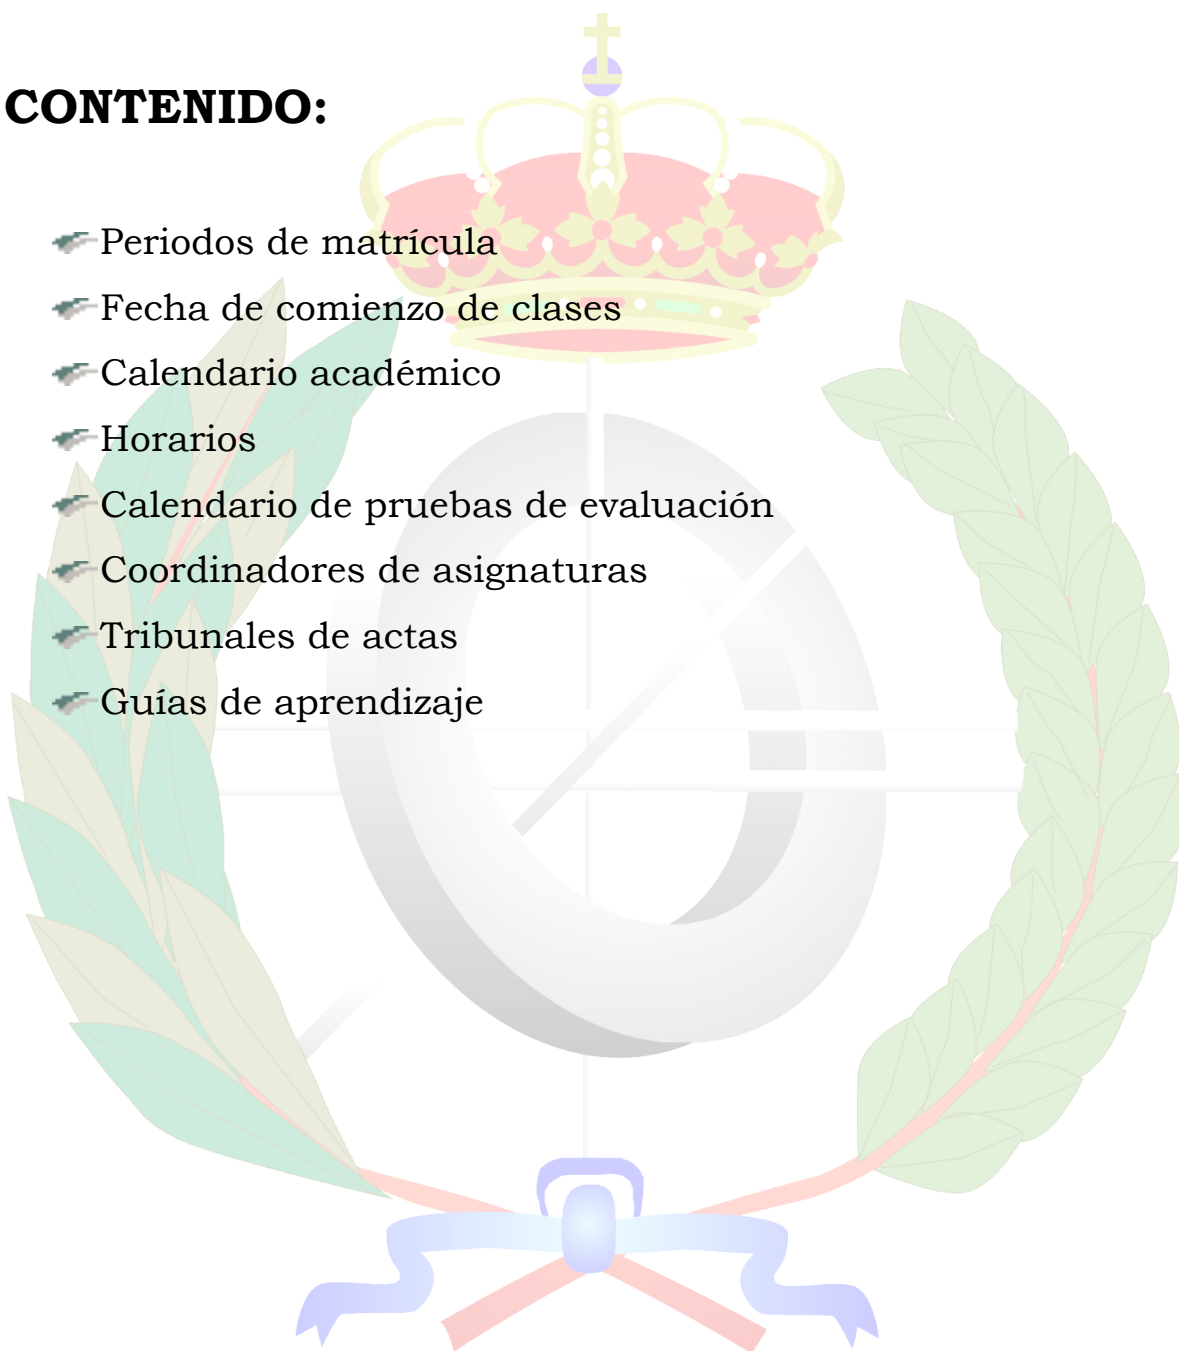 CONTENIDO:
Periodos de matrícula
Fecha de comienzo de clases
Calendario académico
Horarios
Calendario de pruebas de evaluación
Coordinadores de asignaturas
Tribunales de actas
Guías de aprendizaje